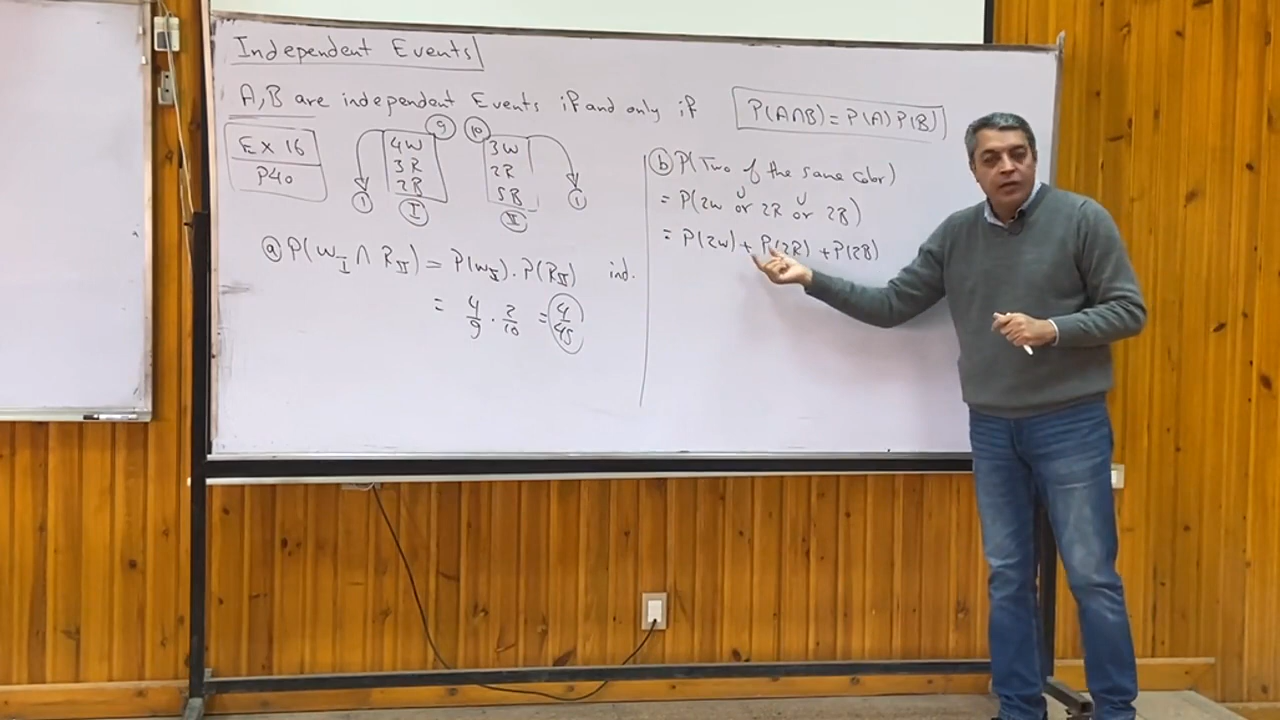 Independent Events
A,B are independent Events if and only if P(A∩B) = P(A) P(B)
Ex 16
P40
4W
3R
2B
9
I
1
10
3W
2R
5B
II
1
ⓐ P(W_I ∩ R_II) = P(W_I) . P(R_II) ind.
= 4/9 . 2/10 = 4/45
ⓑ P(Two of the same color)
= P(2W or 2R or 2B)
∪ ∪
= P(2W) + P(2R) + P(2B)